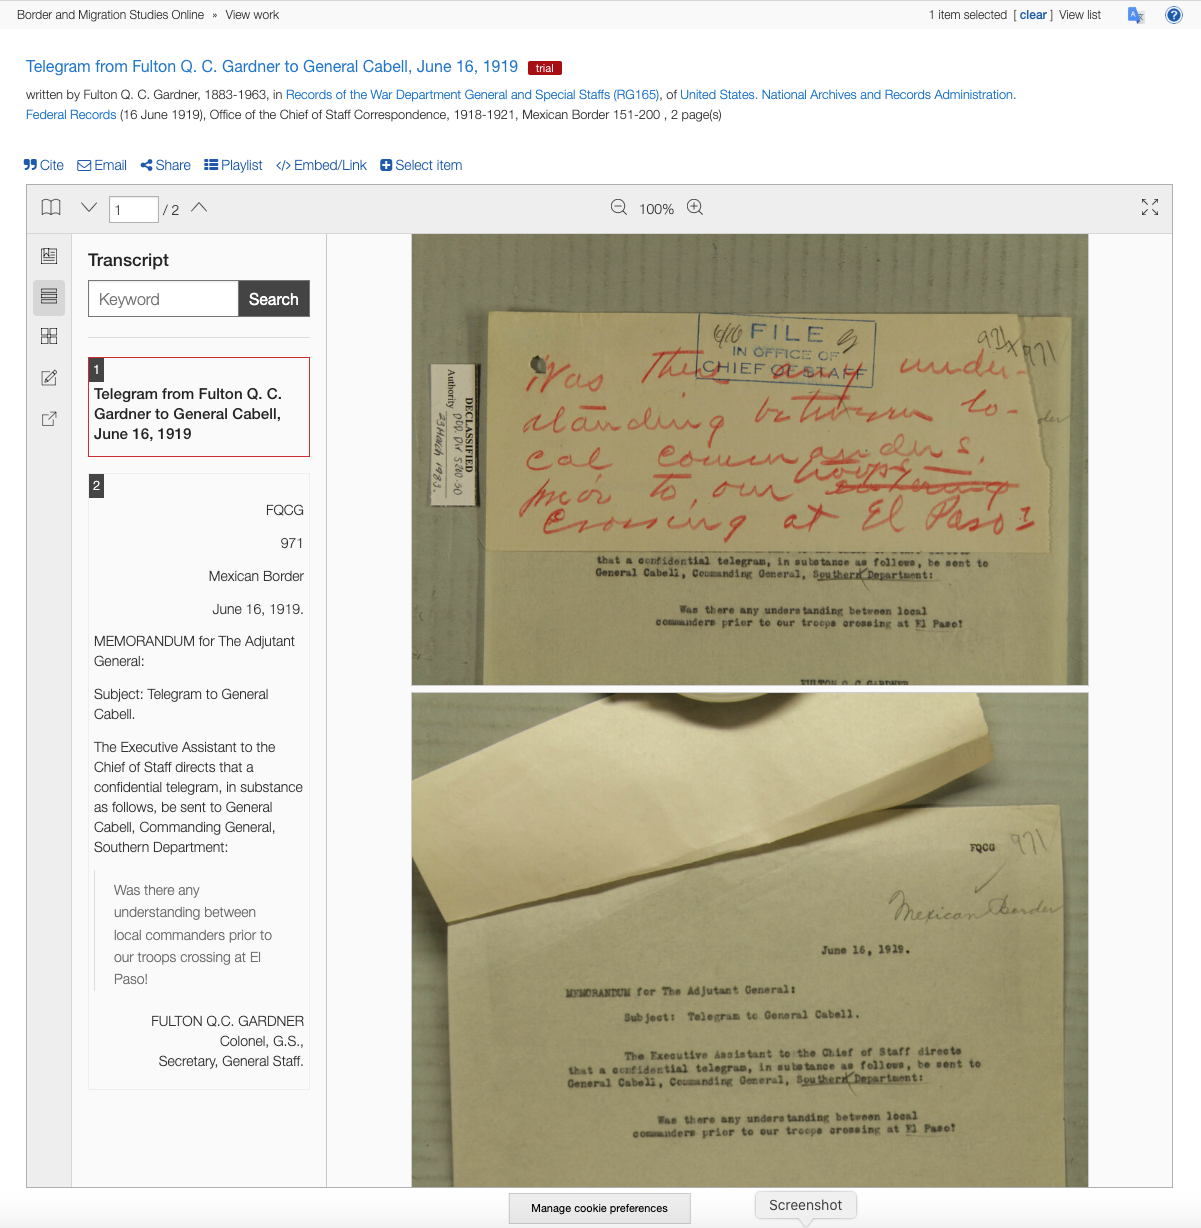 Border and Migration Studies Online » View work
1 item selected [ clear ] View list
Telegram from Fulton Q. C. Gardner to General Cabell, June 16, 1919 trial
written by Fulton Q. C. Gardner, 1883-1963, in Records of the War Department General and Special Staffs (RG165), of United States. National Archives and Records Administration.
Federal Records (16 June 1919), Office of the Chief of Staff Correspondence, 1918-1921, Mexican Border 151-200 , 2 page(s)
Cite Email Share Playlist </> Embed/Link Select item
1 / 2
100%
Transcript
Keyword Search
1
Telegram from Fulton Q. C.
Gardner to General Cabell,
June 16, 1919
2
FQCG
971
Mexican Border
June 16, 1919.
MEMORANDUM for The Adjutant
General:
Subject: Telegram to General
Cabell.
The Executive Assistant to the
Chief of Staff directs that a
confidential telegram, in substance
as follows, be sent to General
Cabell, Commanding General,
Southern Department:
Was there any
understanding between
local commanders prior to
our troops crossing at El
Paso!
FULTON Q.C. GARDNER
Colonel, G.S.,
Secretary, General Staff.
6/16 FILE
IN OFFICE OF
CHIEF OF STAFF
971
DECLASSIFIED
Authority
23 March 1983.
Was there any under-
standing between lo-
cal commanders,
troops
prior to, our entering
crossing at El Paso?
that a confidential telegram, in substance as follows, be sent to
General Cabell, Commanding General, Southern Department:
Was there any understanding between local
commanders prior to our troops crossing at El Paso!
FULTON Q. C. GARDNER
FQCG 971
Mexican Border
June 16, 1919.
MEMORANDUM for The Adjutant General:
Subject: Telegram to General Cabell.
The Executive Assistant to the Chief of Staff directs
that a confidential telegram, in substance as follows, be sent to
General Cabell, Commanding General, Southern Department:
Was there any understanding between local
commanders prior to our troops crossing at El Paso!
Manage cookie preferences
Screenshot